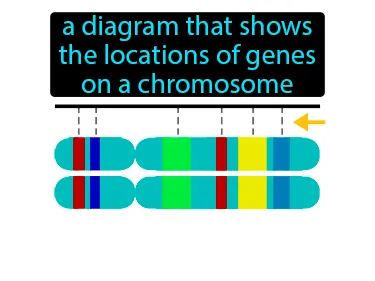 a diagram that shows
the locations of genes
on a chromosome